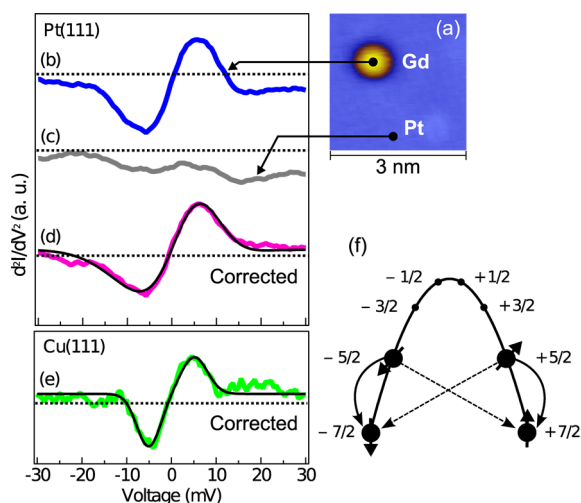 Pt(111)
(a)
(b)
Gd
(c)
Pt
3 nm
(d)
Corrected
d²I/dV² (a. u.)
Cu(111)
(e)
Corrected
-30 -20 -10 0 10 20 30
Voltage (mV)
(f)
- 1/2 +1/2
- 3/2 +3/2
- 5/2 +5/2
- 7/2 +7/2